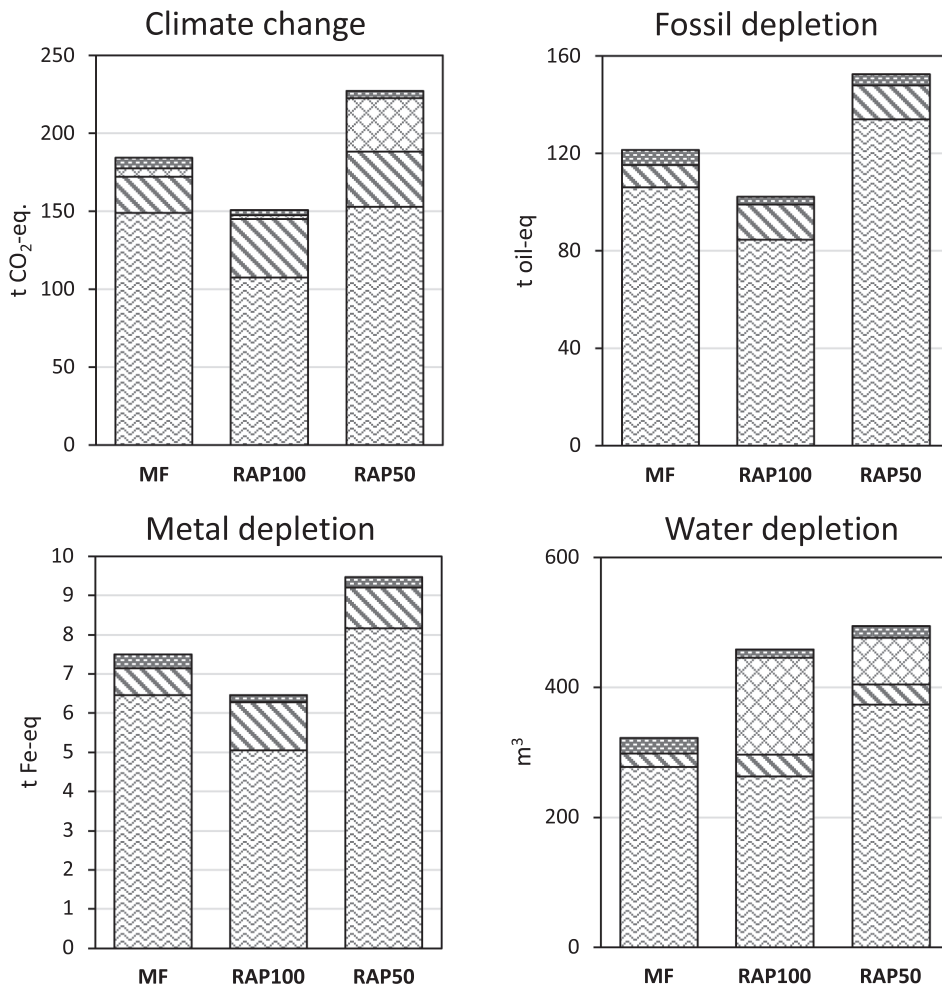 Climate change
250
200
150
100
50
0
t CO₂-eq.
MF RAP100 RAP50
Fossil depletion
160
120
80
40
0
t oil-eq
MF RAP100 RAP50
Metal depletion
10
9
8
7
6
5
4
3
2
1
0
t Fe-eq
MF RAP100 RAP50
Water depletion
600
400
200
0
m³
MF RAP100 RAP50